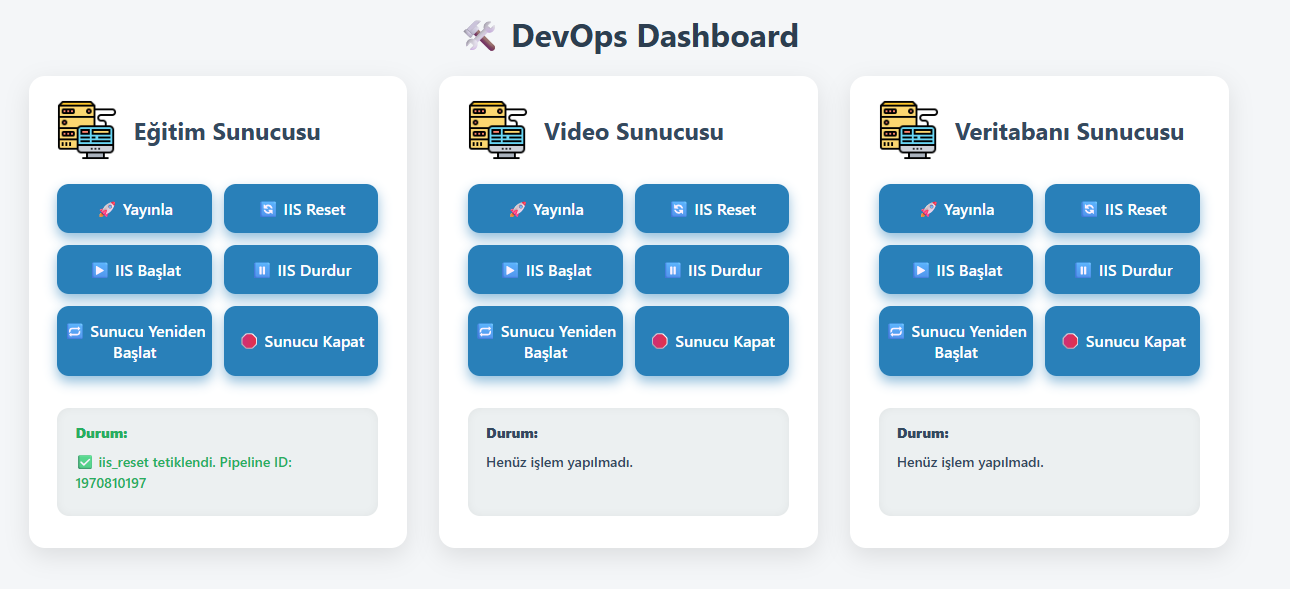 DevOps Dashboard
Eğitim Sunucusu
Yayınla
IIS Reset
IIS Başlat
IIS Durdur
Sunucu Yeniden
Başlat
Sunucu Kapat
Durum:
✅ iis_reset tetiklendi. Pipeline ID:
1970810197
Video Sunucusu
Yayınla
IIS Reset
IIS Başlat
IIS Durdur
Sunucu Yeniden
Başlat
Sunucu Kapat
Durum:
Henüz işlem yapılmadı.
Veritabanı Sunucusu
Yayınla
IIS Reset
IIS Başlat
IIS Durdur
Sunucu Yeniden
Başlat
Sunucu Kapat
Durum:
Henüz işlem yapılmadı.